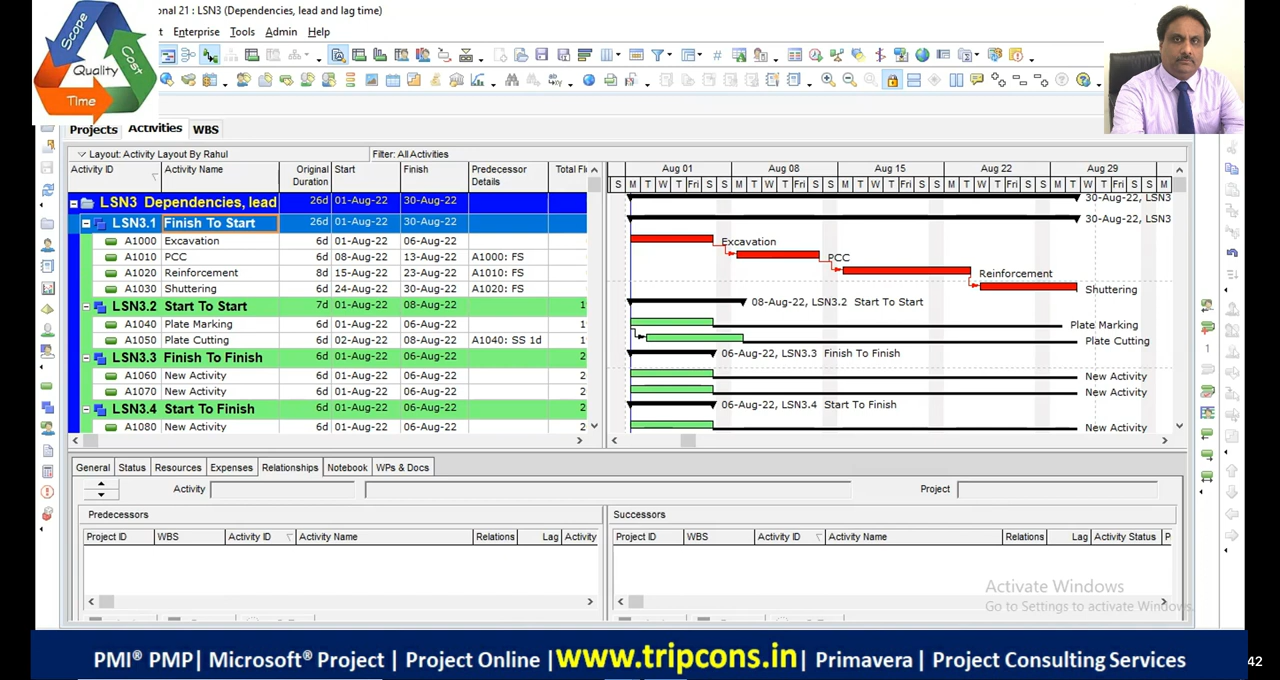 onal 21 : LSN3 (Dependencies, lead and lag time)
Scope
Cost
Quality
Time
t Enterprise Tools Admin Help
Projects Activities WBS
Layout: Activity Layout By Rahul Filter: All Activities
Activity ID Activity Name Original Duration Start Finish Predecessor Details Total Fl
Aug 01 Aug 08 Aug 15 Aug 22 Aug 29
S M T W T Fri S S M T W T Fri S S M T W T Fri S S M T W T Fri S S M T W T Fri S S M
LSN3 Dependencies, lead 26d 01-Aug-22 30-Aug-22 30-Aug-22, LSN3
LSN3.1 Finish To Start 26d 01-Aug-22 30-Aug-22 30-Aug-22, LSN3
A1000 Excavation 6d 01-Aug-22 06-Aug-22 Excavation
A1010 PCC 6d 08-Aug-22 13-Aug-22 A1000: FS PCC
A1020 Reinforcement 8d 15-Aug-22 23-Aug-22 A1010: FS Reinforcement
A1030 Shuttering 6d 24-Aug-22 30-Aug-22 A1020: FS Shuttering
LSN3.2 Start To Start 7d 01-Aug-22 08-Aug-22 1 08-Aug-22, LSN3.2 Start To Start
A1040 Plate Marking 6d 01-Aug-22 06-Aug-22 1 Plate Marking
A1050 Plate Cutting 6d 02-Aug-22 08-Aug-22 A1040: SS 1d 1 Plate Cutting
LSN3.3 Finish To Finish 6d 01-Aug-22 06-Aug-22 2 06-Aug-22, LSN3.3 Finish To Finish
A1060 New Activity 6d 01-Aug-22 06-Aug-22 2 New Activity
A1070 New Activity 6d 01-Aug-22 06-Aug-22 2 New Activity
LSN3.4 Start To Finish 6d 01-Aug-22 06-Aug-22 2 06-Aug-22, LSN3.4 Start To Finish
A1080 New Activity 6d 01-Aug-22 06-Aug-22 2 New Activity
General Status Resources Expenses Relationships Notebook WPs & Docs
Activity Project
Predecessors Successors
Project ID WBS Activity ID Activity Name Relations Lag Activity
Project ID WBS Activity ID Activity Name Relations Lag Activity Status P
Activate Windows
Go to Settings to activate Windows.
PMI® PMP| Microsoft® Project | Project Online |www.tripcons.in| Primavera | Project Consulting Services
42